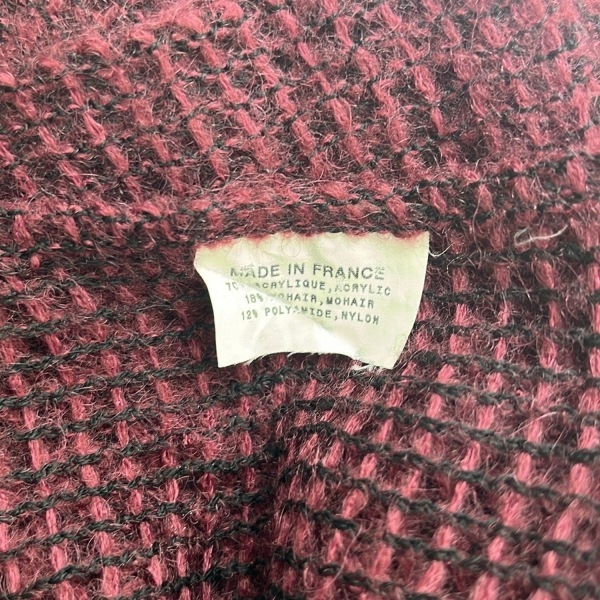 MADE IN FRANCE
70% ACRYLIQUE,ACRYLIC
18% MOHAIR,MOHAIR
12% POLYAMIDE,NYLON